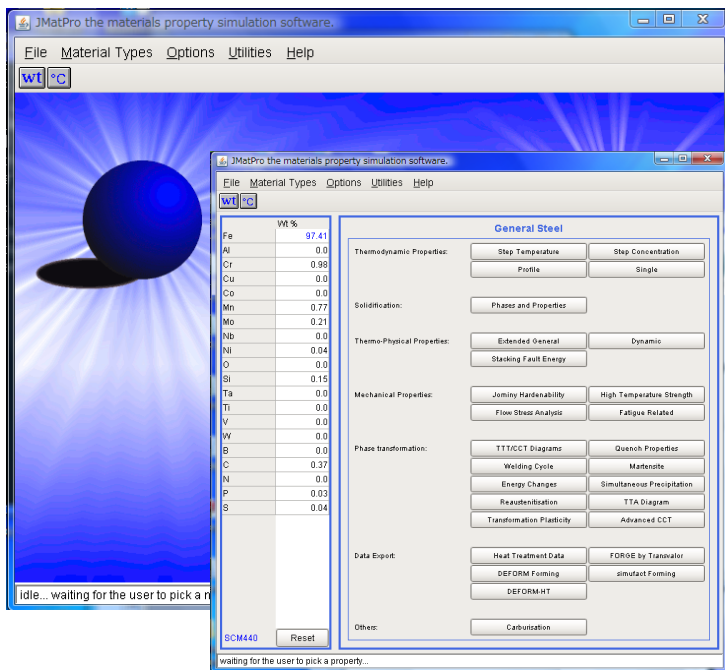 JMatPro the materials property simulation software.
File Material Types Options Utilities Help
wt °C
idle... waiting for the user to pick a
JMatPro the materials property simulation software.
File Material Types Options Utilities Help
wt °C
Wt %
Fe 97.41
Al 0.0
Cr 0.98
Cu 0.0
Co 0.0
Mn 0.77
Mo 0.21
Nb 0.0
Ni 0.04
O 0.0
Si 0.15
Ta 0.0
Ti 0.0
V 0.0
W 0.0
B 0.0
C 0.37
N 0.0
P 0.03
S 0.04
SCM440 Reset
General Steel
Thermodynamic Properties: Step Temperature Step Concentration
Profile Single
Solidification: Phases and Properties
Thermo-Physical Properties: Extended General Dynamic
Stacking Fault Energy
Mechanical Properties: Jominy Hardenability High Temperature Strength
Flow Stress Analysis Fatigue Related
Phase transformation: TTT/CCT Diagrams Quench Properties
Welding Cycle Martensite
Energy Changes Simultaneous Precipitation
Reaustenitisation TTA Diagram
Transformation Plasticity Advanced CCT
Data Export: Heat Treatment Data FORGE by Transvalor
DEFORM Forming simufact Forming
DEFORM-HT
Others: Carburisation
waiting for the user to pick a property...